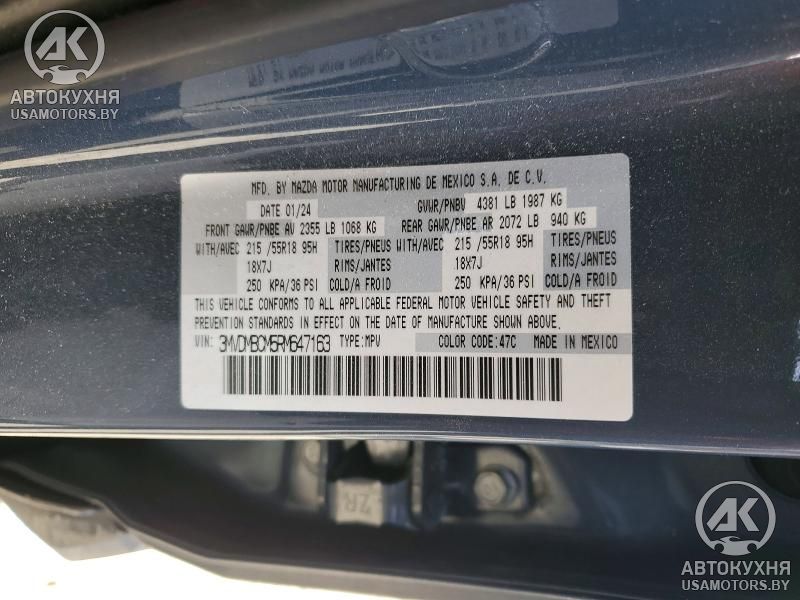 AK
АВТОКУХНЯ
USAMOTORS.BY
MFD. BY MAZDA MOTOR MANUFACTURING DE MEXICO S.A. DE C.V.
DATE 01/24 GVWR/PNBV 4381 LB 1987 KG
FRONT GAWR/PNBE AV 2355 LB 1068 KG REAR GAWR/PNBE AR 2072 LB 940 KG
WITH/AVEC 215 /55R18 95H TIRES/PNEUS WITH/AVEC 215 /55R18 95H TIRES/PNEUS
18X7J RIMS/JANTES 18X7J RIMS/JANTES
250 KPA/36 PSI COLD/A FROID 250 KPA/36 PSI COLD/A FROID
THIS VEHICLE CONFORMS TO ALL APPLICABLE FEDERAL MOTOR VEHICLE SAFETY AND THEFT
PREVENTION STANDARDS IN EFFECT ON THE DATE OF MANUFACTURE SHOWN ABOVE.
VIN: 3MVDMBCM5RM647163 TYPE: MPV COLOR CODE: 47C MADE IN MEXICO
ZR
AK
АВТОКУХНЯ
USAMOTORS.BY